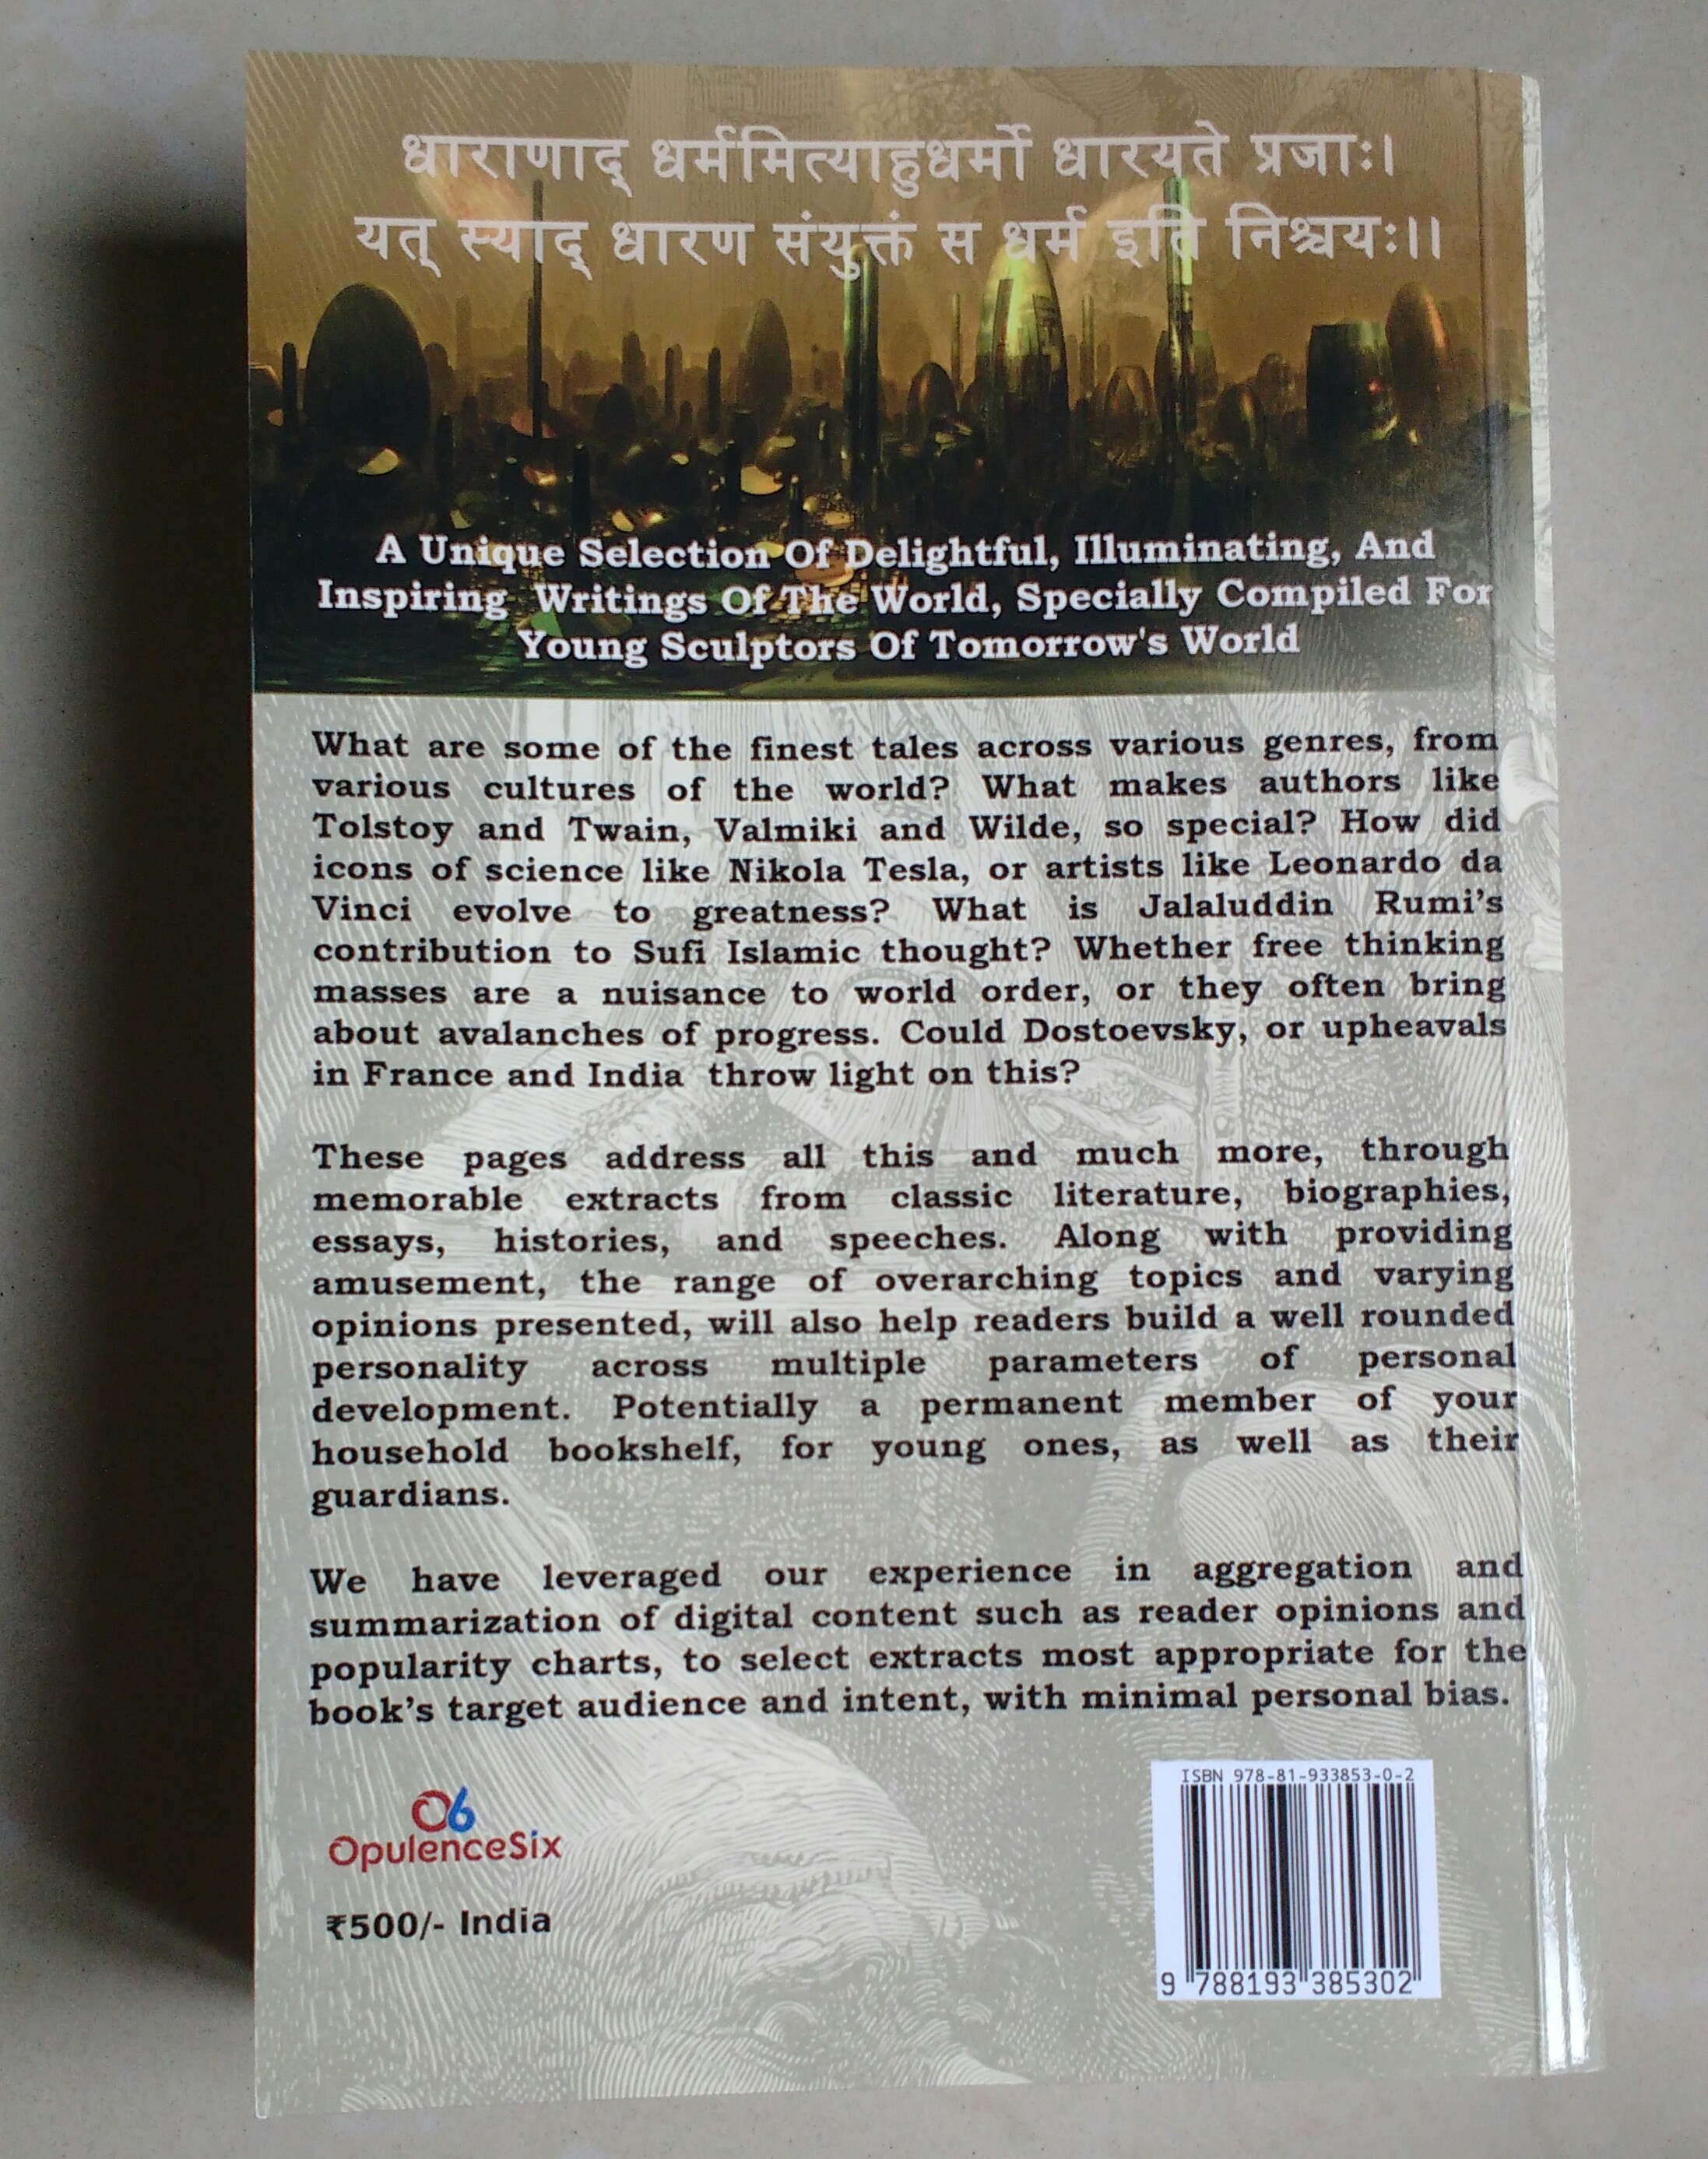 धाराणाद् धर्ममित्याहुधर्मो धारयते प्रजाः।
यत् स्याद् धारण संयुक्तं स धर्म इति निश्चयः।।
A Unique Selection Of Delightful, Illuminating, And
Inspiring Writings Of The World, Specially Compiled For
Young Sculptors Of Tomorrow's World
What are some of the finest tales across various genres, from
various cultures of the world? What makes authors like
Tolstoy and Twain, Valmiki and Wilde, so special? How did
icons of science like Nikola Tesla, or artists like Leonardo da
Vinci evolve to greatness? What is Jalaluddin Rumi's
contribution to Sufi Islamic thought? Whether free thinking
masses are a nuisance to world order, or they often bring
about avalanches of progress. Could Dostoevsky, or upheavals
in France and India throw light on this?
These pages address all this and much more, through
memorable extracts from classic literature, biographies,
essays, histories, and speeches. Along with providing
amusement, the range of overarching topics and varying
opinions presented, will also help readers build a well rounded
personality across multiple parameters of personal
development. Potentially a permanent member of your
household bookshelf, for young ones, as well as their
guardians.
We have leveraged our experience in aggregation and
summarization of digital content such as reader opinions and
popularity charts, to select extracts most appropriate for the
book's target audience and intent, with minimal personal bias.
O6
OpulenceSix
₹500/- India
ISBN 978-81-933853-0-2
9 788193 385302